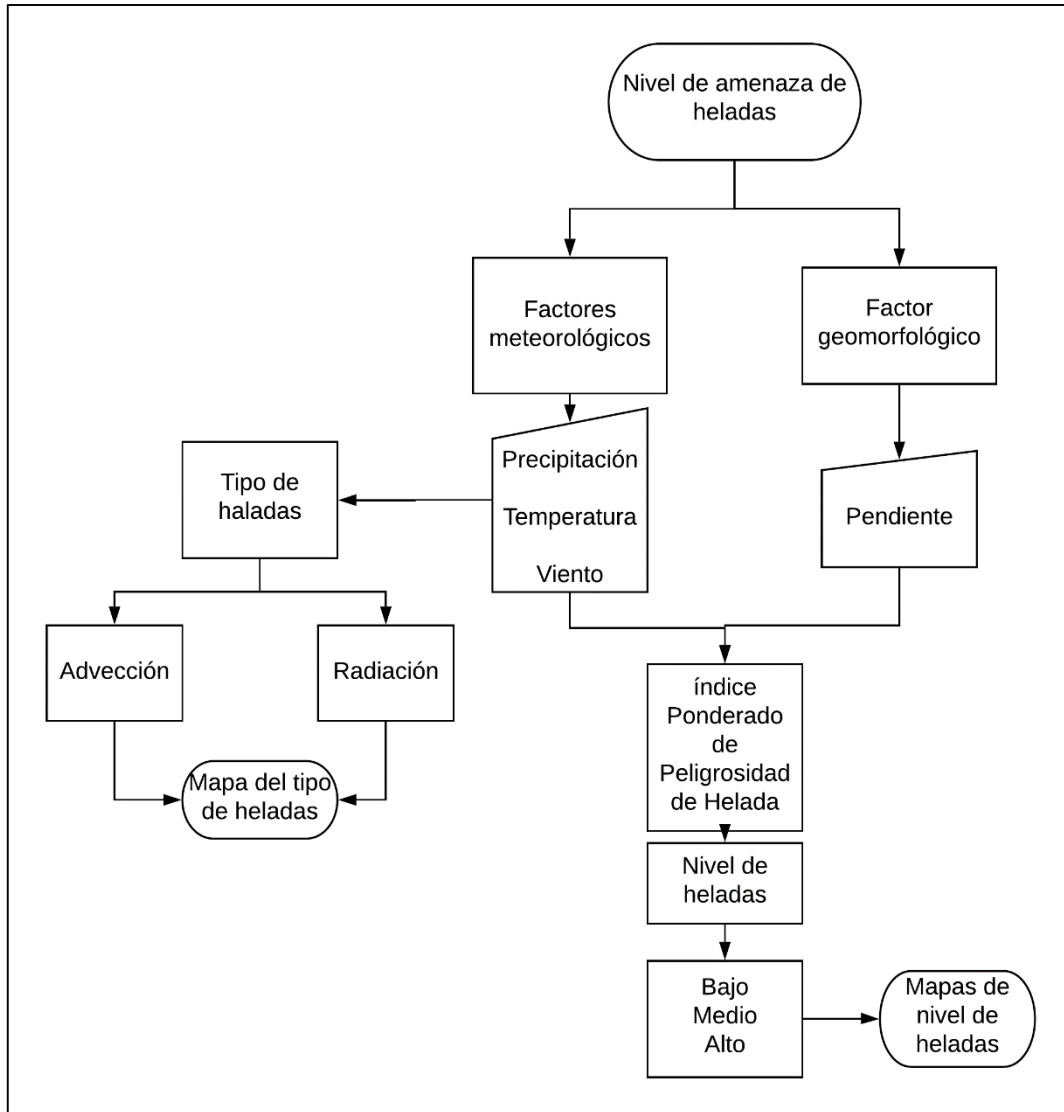 Nivel de amenaza de
heladas
Factores
meteorológicos
Factor
geomorfológico
Precipitación
Temperatura
Viento
Pendiente
Tipo de
haladas
Advección
Radiación
Mapa del tipo
de heladas
índice
Ponderado
de
Peligrosidad
de Helada
Nivel de
heladas
Bajo
Medio
Alto
Mapas de
nivel de
heladas